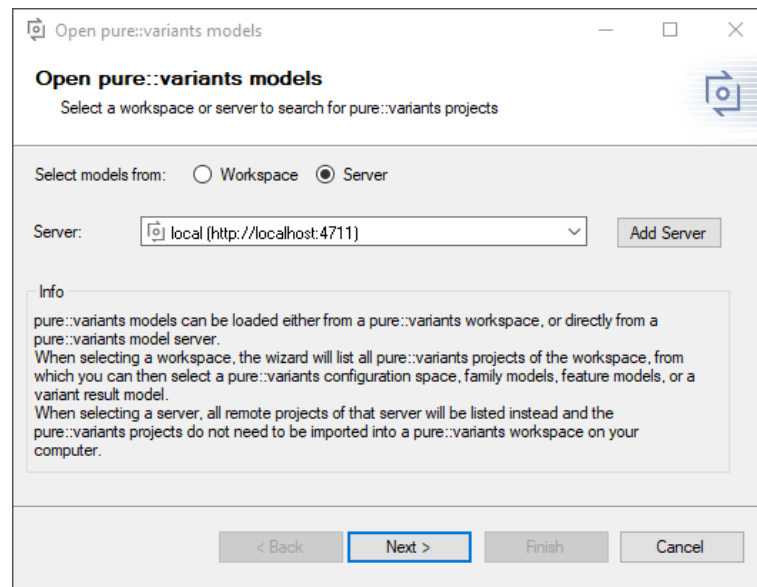 Open pure::variants models
Open pure::variants models
Select a workspace or server to search for pure::variants projects
Select models from: Workspace Server
Server: local (http://localhost:4711) Add Server
Info
pure::variants models can be loaded either from a pure::variants workspace, or directly from a
pure::variants model server.
When selecting a workspace, the wizard will list all pure::variants projects of the workspace, from
which you can then select a pure::variants configuration space, family models, feature models, or a
variant result model.
When selecting a server, all remote projects of that server will be listed instead and the
pure::variants projects do not need to be imported into a pure::variants workspace on your
computer.
< Back Next > Finish Cancel